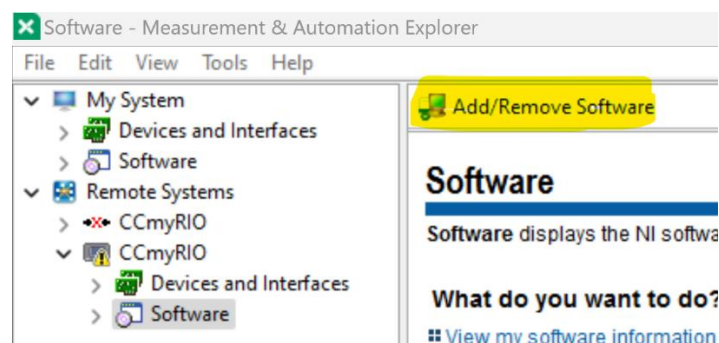 Software - Measurement & Automation Explorer
File Edit View Tools Help
My System
Devices and Interfaces
Software
Remote Systems
CCmyRIO
CCmyRIO
Devices and Interfaces
Software
Add/Remove Software
Software
Software displays the NI softwa
What do you want to do?
View my software information